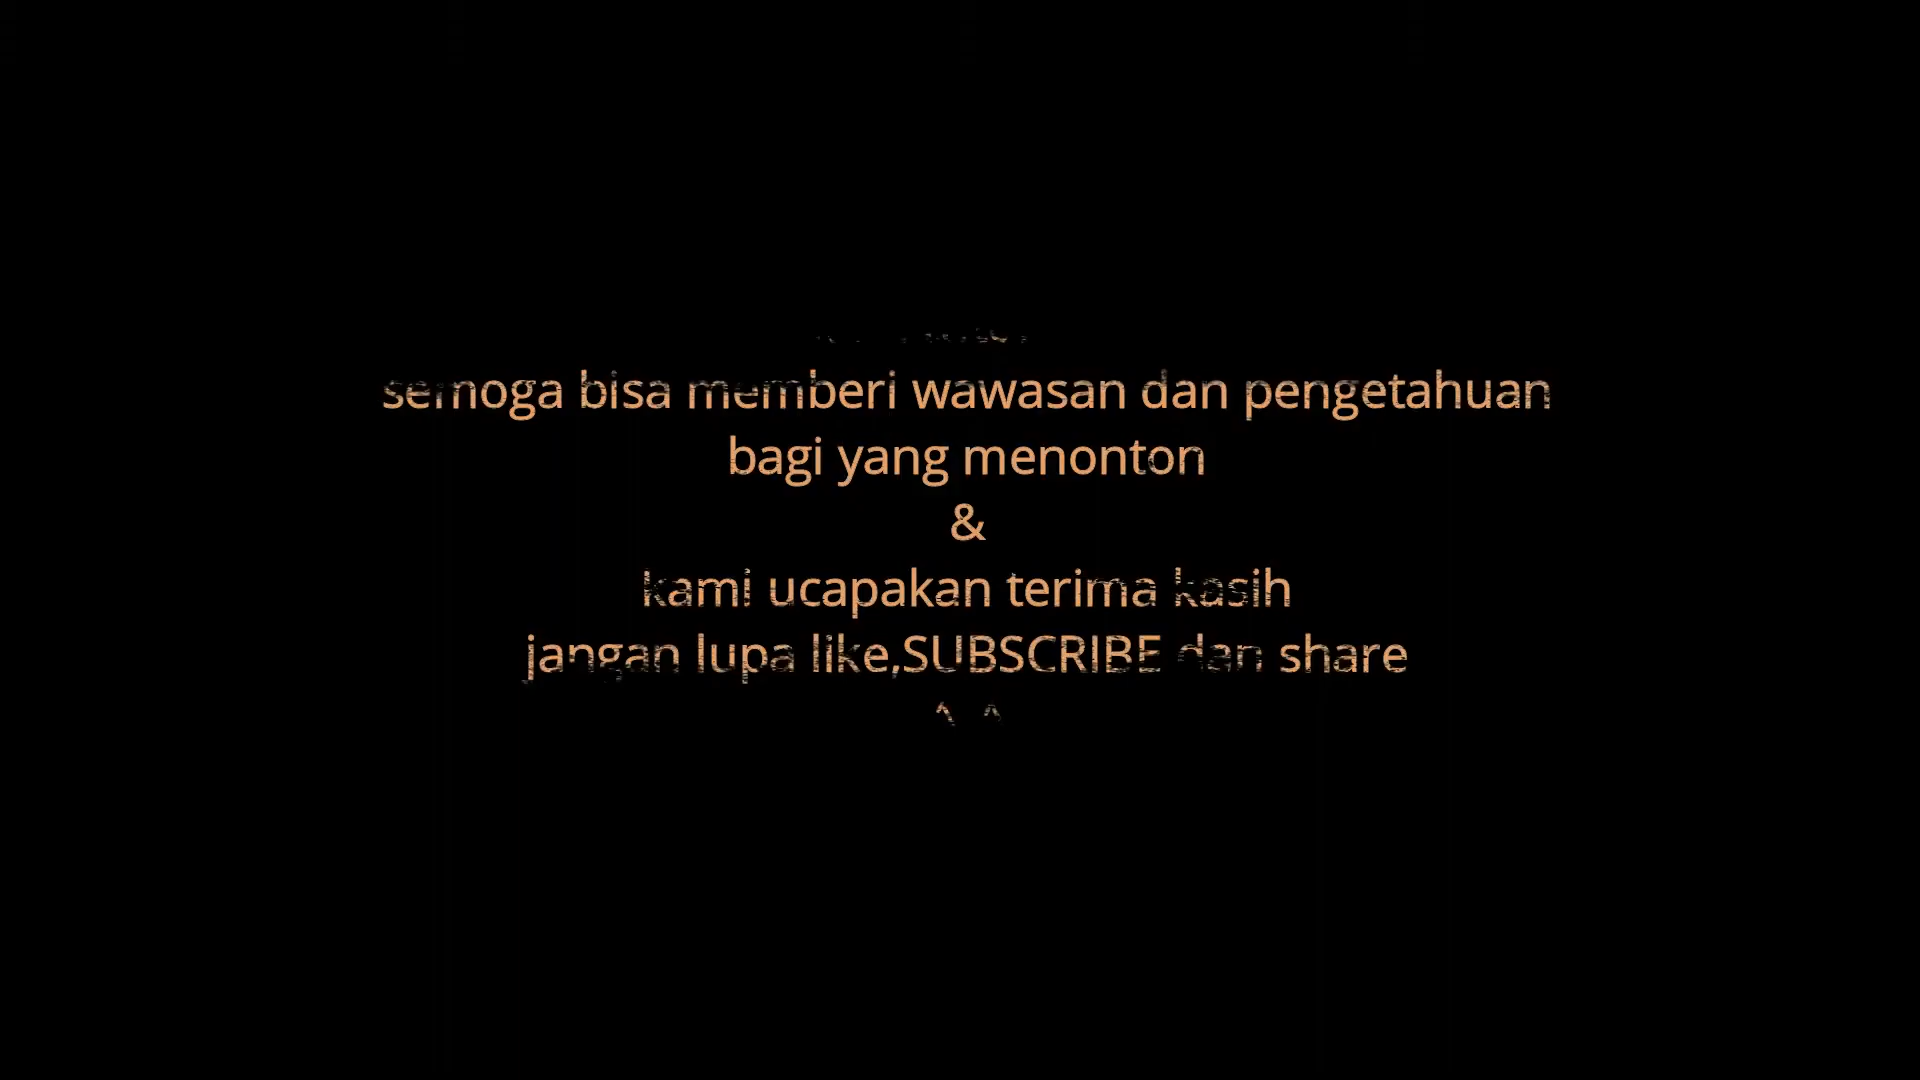 semoga bisa memberi wawasan dan pengetahuan
bagi yang menonton
&
kami ucapakan terima kasih
jangan lupa like,SUBSCRIBE dan share
^ ^